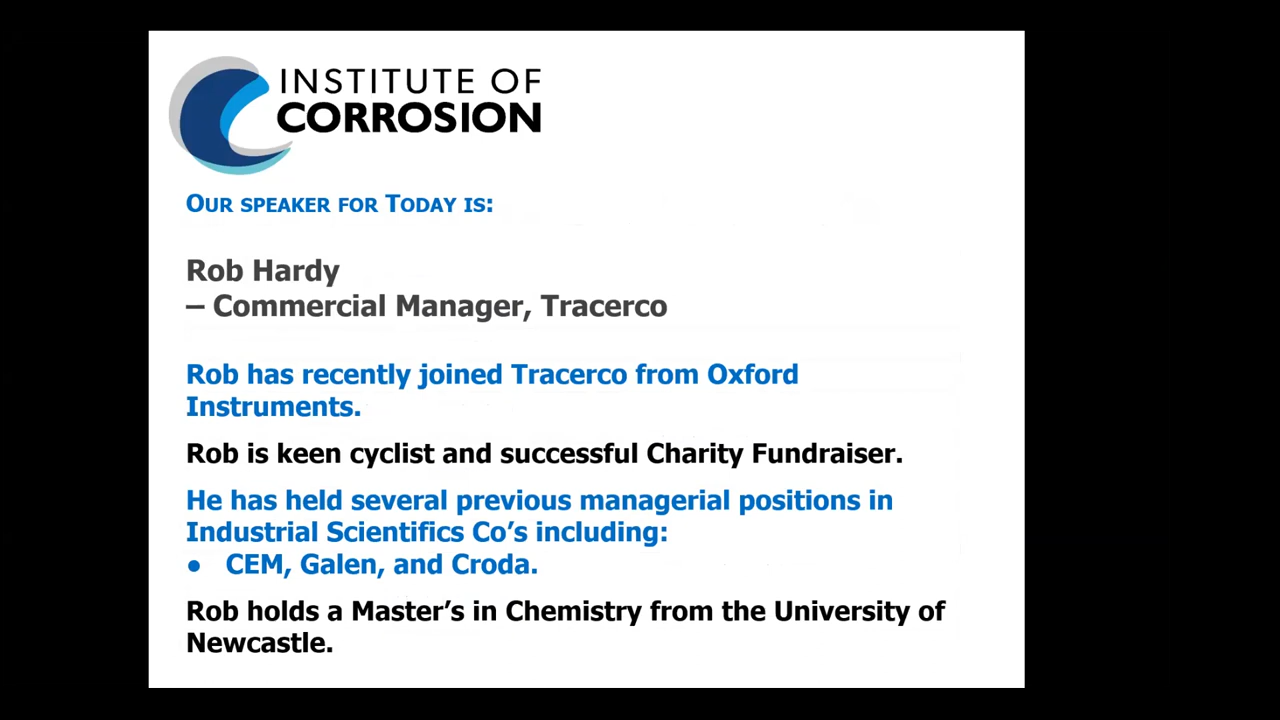 INSTITUTE OF
CORROSION
OUR SPEAKER FOR TODAY IS:
Rob Hardy
– Commercial Manager, Tracerco
Rob has recently joined Tracerco from Oxford
Instruments.
Rob is keen cyclist and successful Charity Fundraiser.
He has held several previous managerial positions in
Industrial Scientifics Co’s including:
● CEM, Galen, and Croda.
Rob holds a Master’s in Chemistry from the University of
Newcastle.